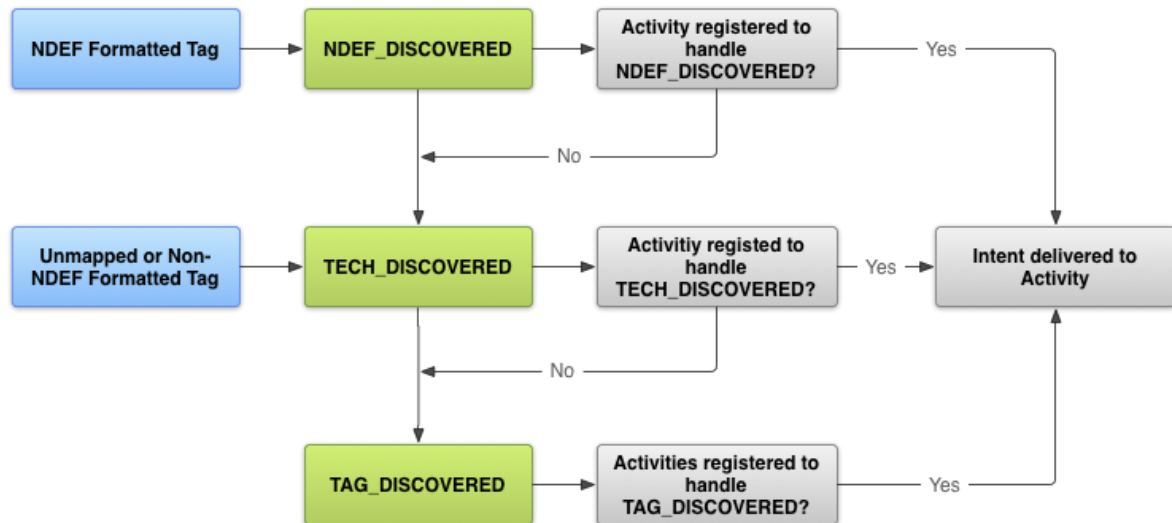 NDEF Formatted Tag
NDEF_DISCOVERED
Activity registered to
handle
NDEF_DISCOVERED?
Yes
No
Unmapped or Non-
NDEF Formatted Tag
TECH_DISCOVERED
Activitiy registed to
handle
TECH_DISCOVERED?
Yes
Intent delivered to
Activity
No
TAG_DISCOVERED
Activities registered to
handle
TAG_DISCOVERED?
Yes